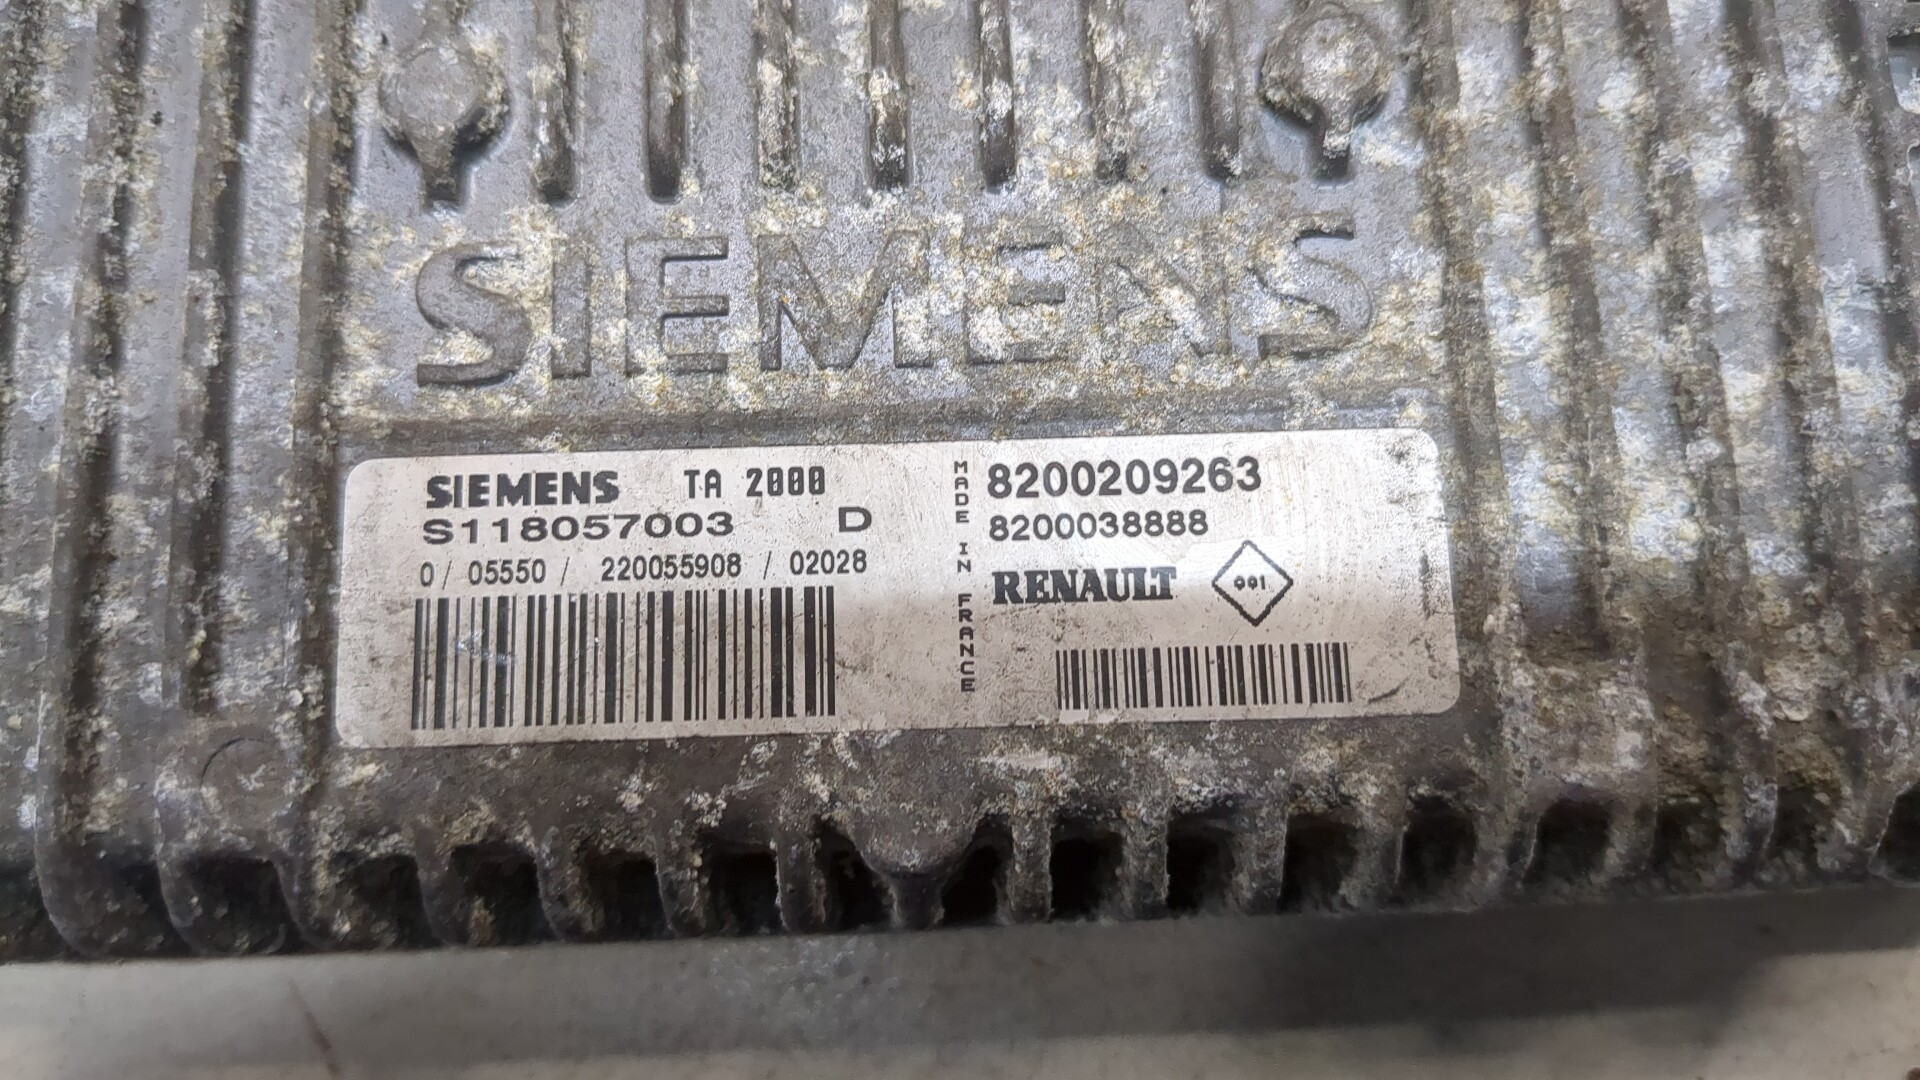 SIEMENS
SIEMENS TA 2000
S118057003 D
0 / 05550 / 220055908 / 02028
MADE IN FRANCE
8200209263
8200038888
RENAULT 001